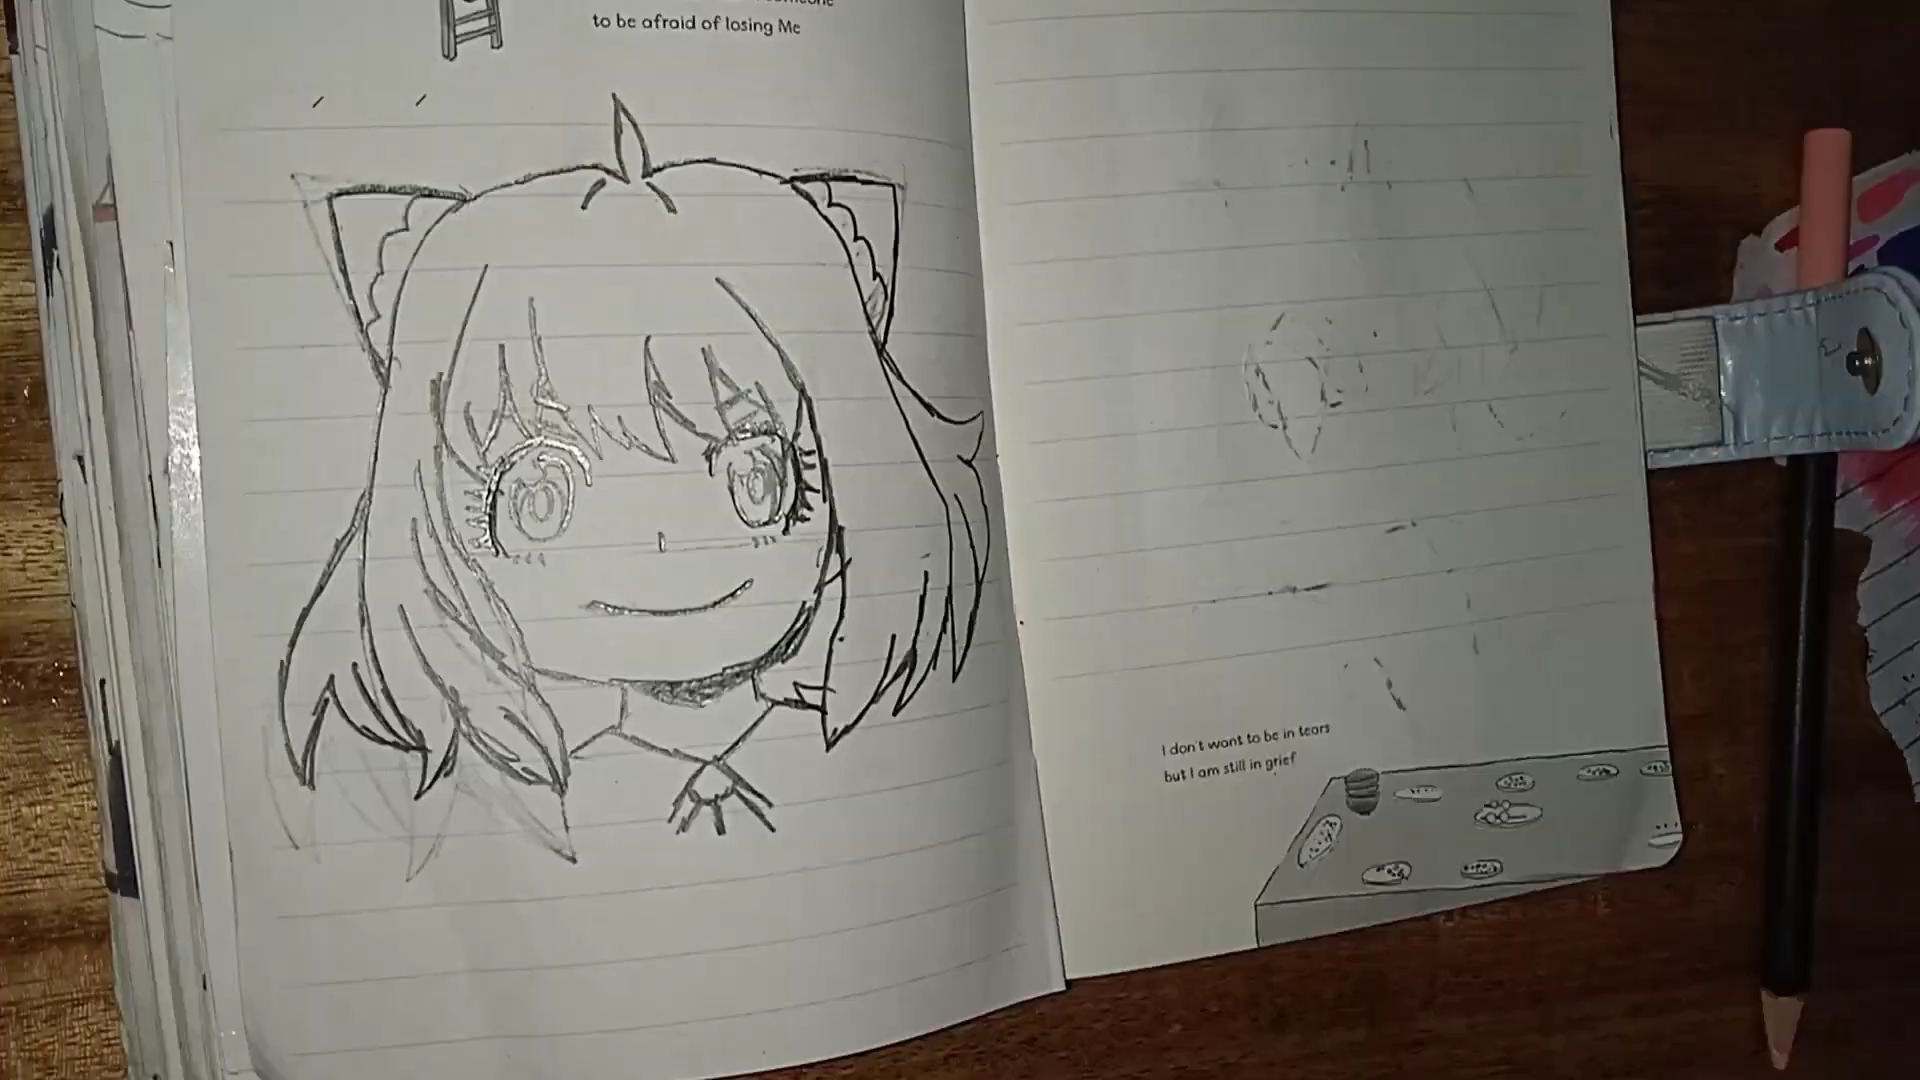 to be afraid of losing Me
I don't want to be in tears
but I am still in grief